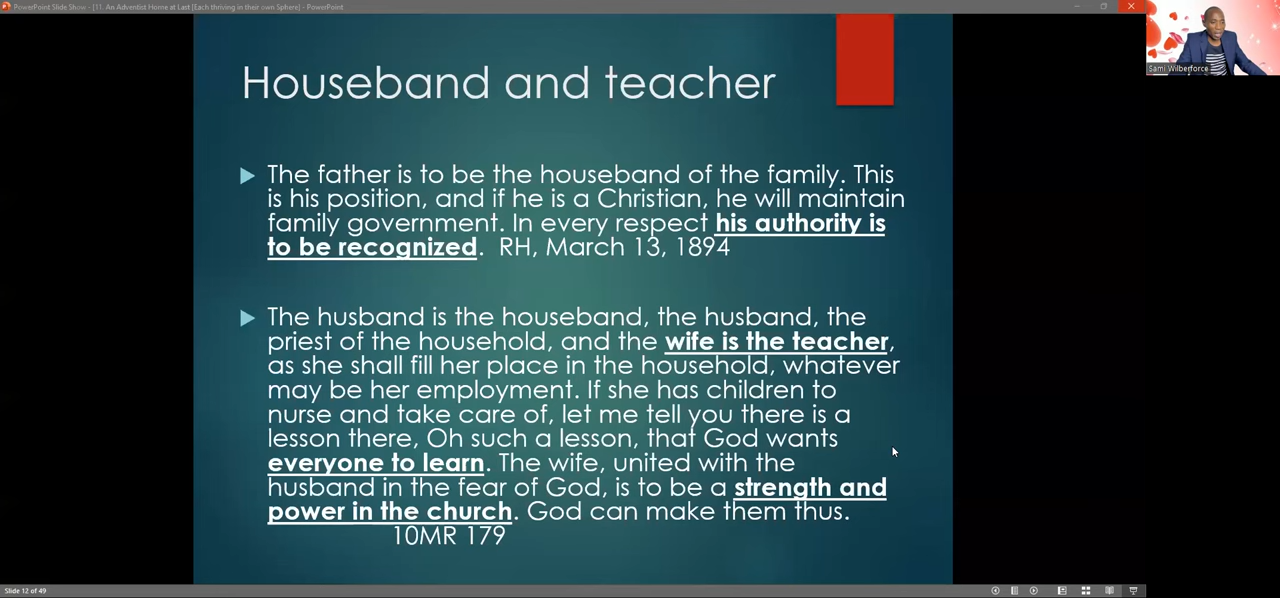 PowerPoint Slide Show - [11. An Adventist Home at Last [Each thriving in their own Sphere] - PowerPoint
Sami Wilberforce
Houseband and teacher
The father is to be the houseband of the family. This
is his position, and if he is a Christian, he will maintain
family government. In every respect his authority is
to be recognized. RH, March 13, 1894
The husband is the houseband, the husband, the
priest of the household, and the wife is the teacher,
as she shall fill her place in the household, whatever
may be her employment. If she has children to
nurse and take care of, let me tell you there is a
lesson there, Oh such a lesson, that God wants
everyone to learn. The wife, united with the
husband in the fear of God, is to be a strength and
power in the church. God can make them thus.
10MR 179
Slide 12 of 49